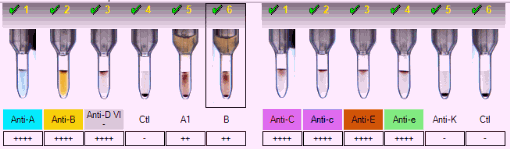 1 2 3 4 5 6
Anti-A Anti-B Anti-D VI - Ctl A1 B
++++ ++++ ++++ - ++ ++
1 2 3 4 5 6
Anti-C Anti-c Anti-E Anti-e Anti-K Ctl
++++ ++++ ++++ ++++ - -